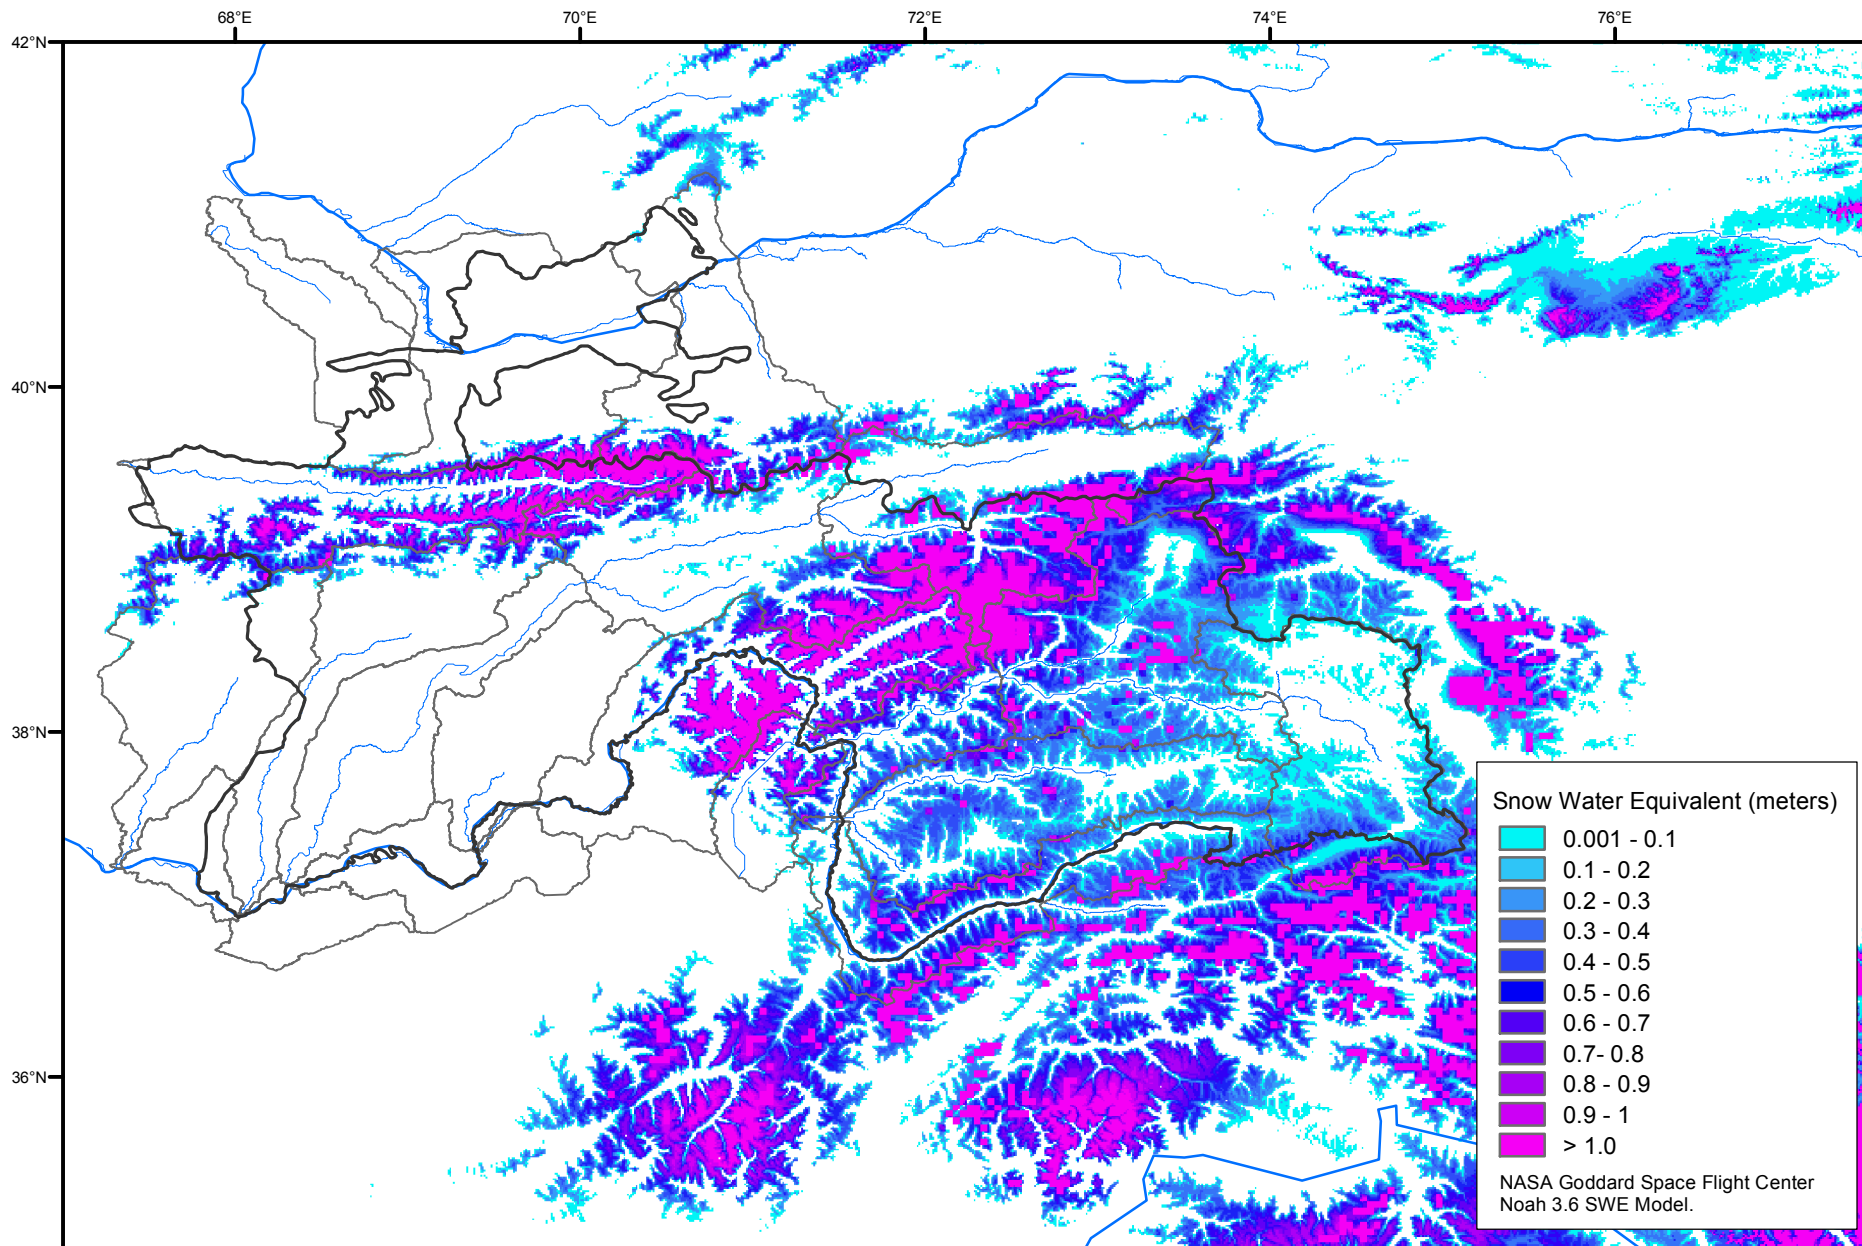 68°E 70°E 72°E 74°E 76°E
42°N
40°N
38°N
36°N
Snow Water Equivalent (meters)
0.001 - 0.1
0.1 - 0.2
0.2 - 0.3
0.3 - 0.4
0.4 - 0.5
0.5 - 0.6
0.6 - 0.7
0.7- 0.8
0.8 - 0.9
0.9 - 1
> 1.0
NASA Goddard Space Flight Center
Noah 3.6 SWE Model.